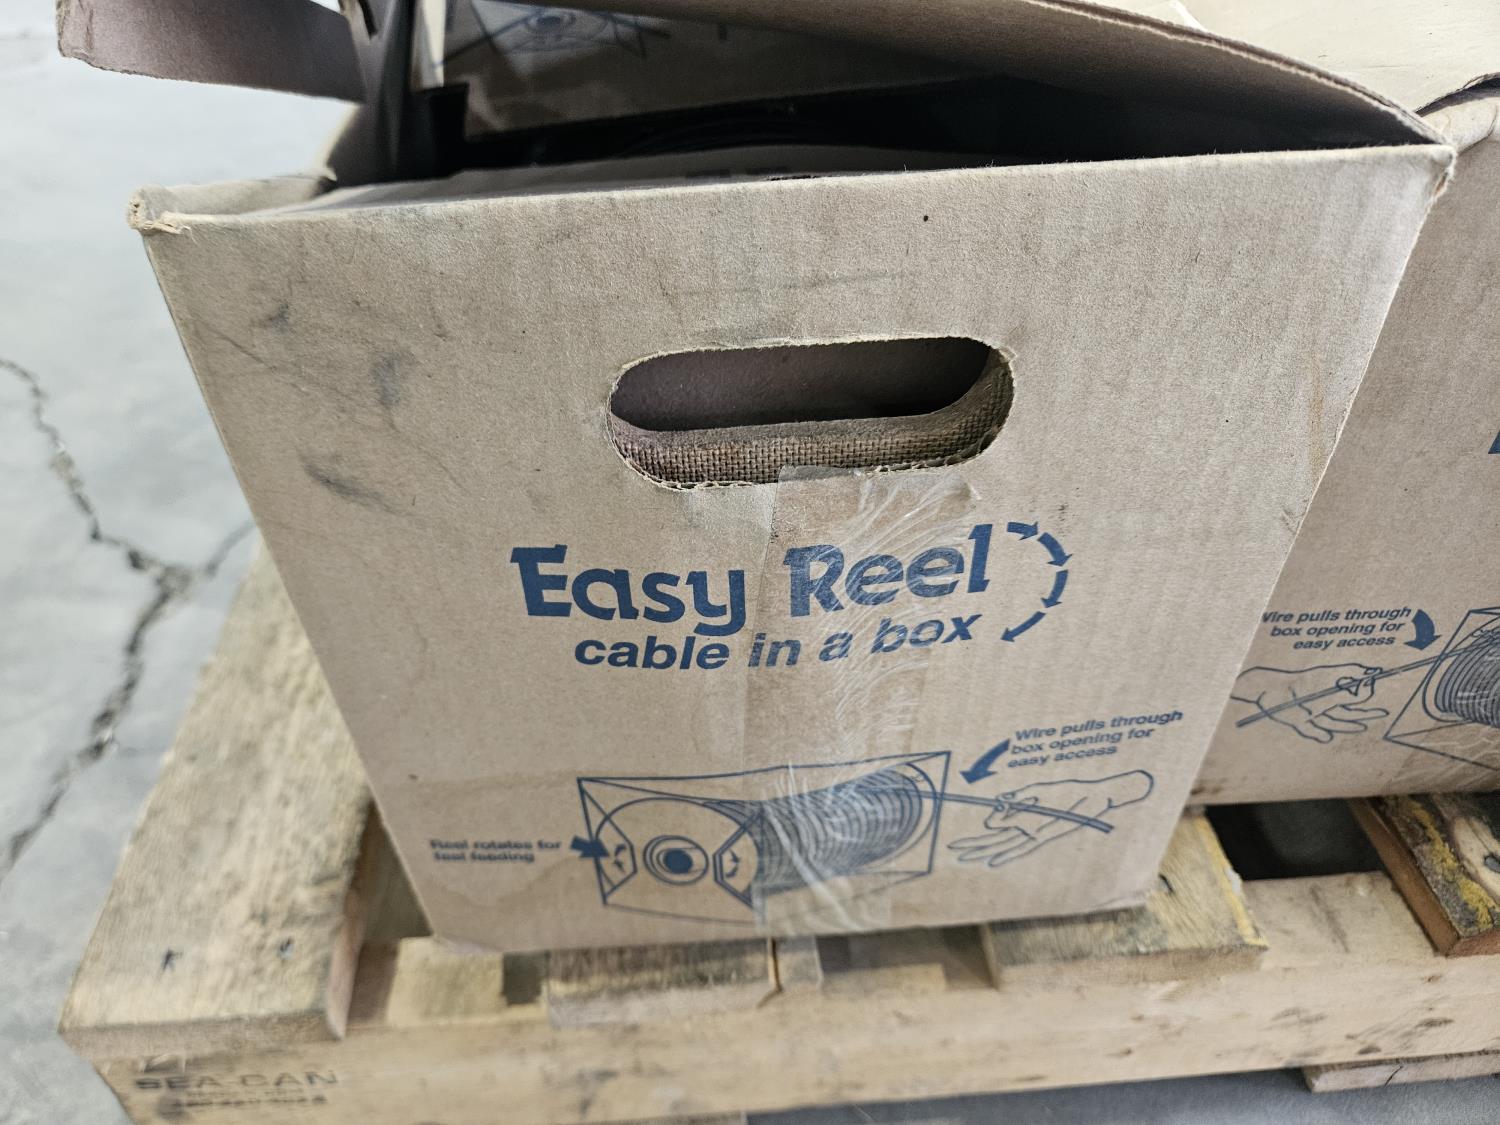 Easy Reel
cable in a box
Wire pulls through
box opening for
easy access
Reel rotates for
feeding
Wire pulls through
box opening for
easy access
SEA-CAN